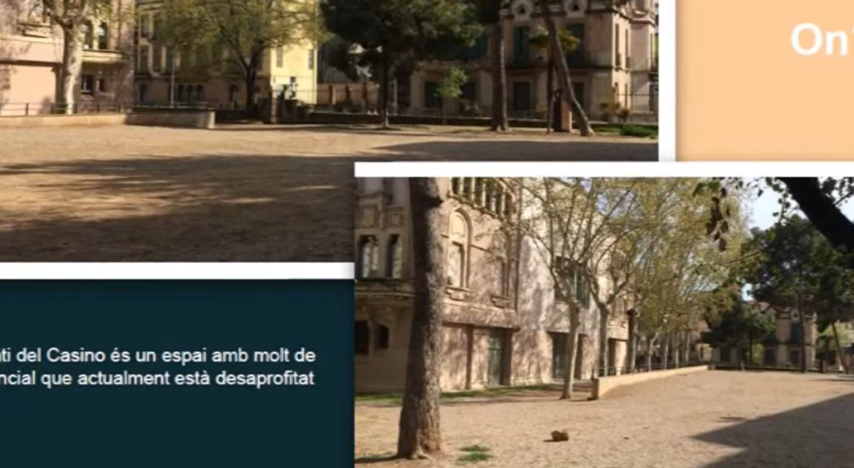 On
ti del Casino és un espai amb molt de
ncial que actualment està desaprofitat